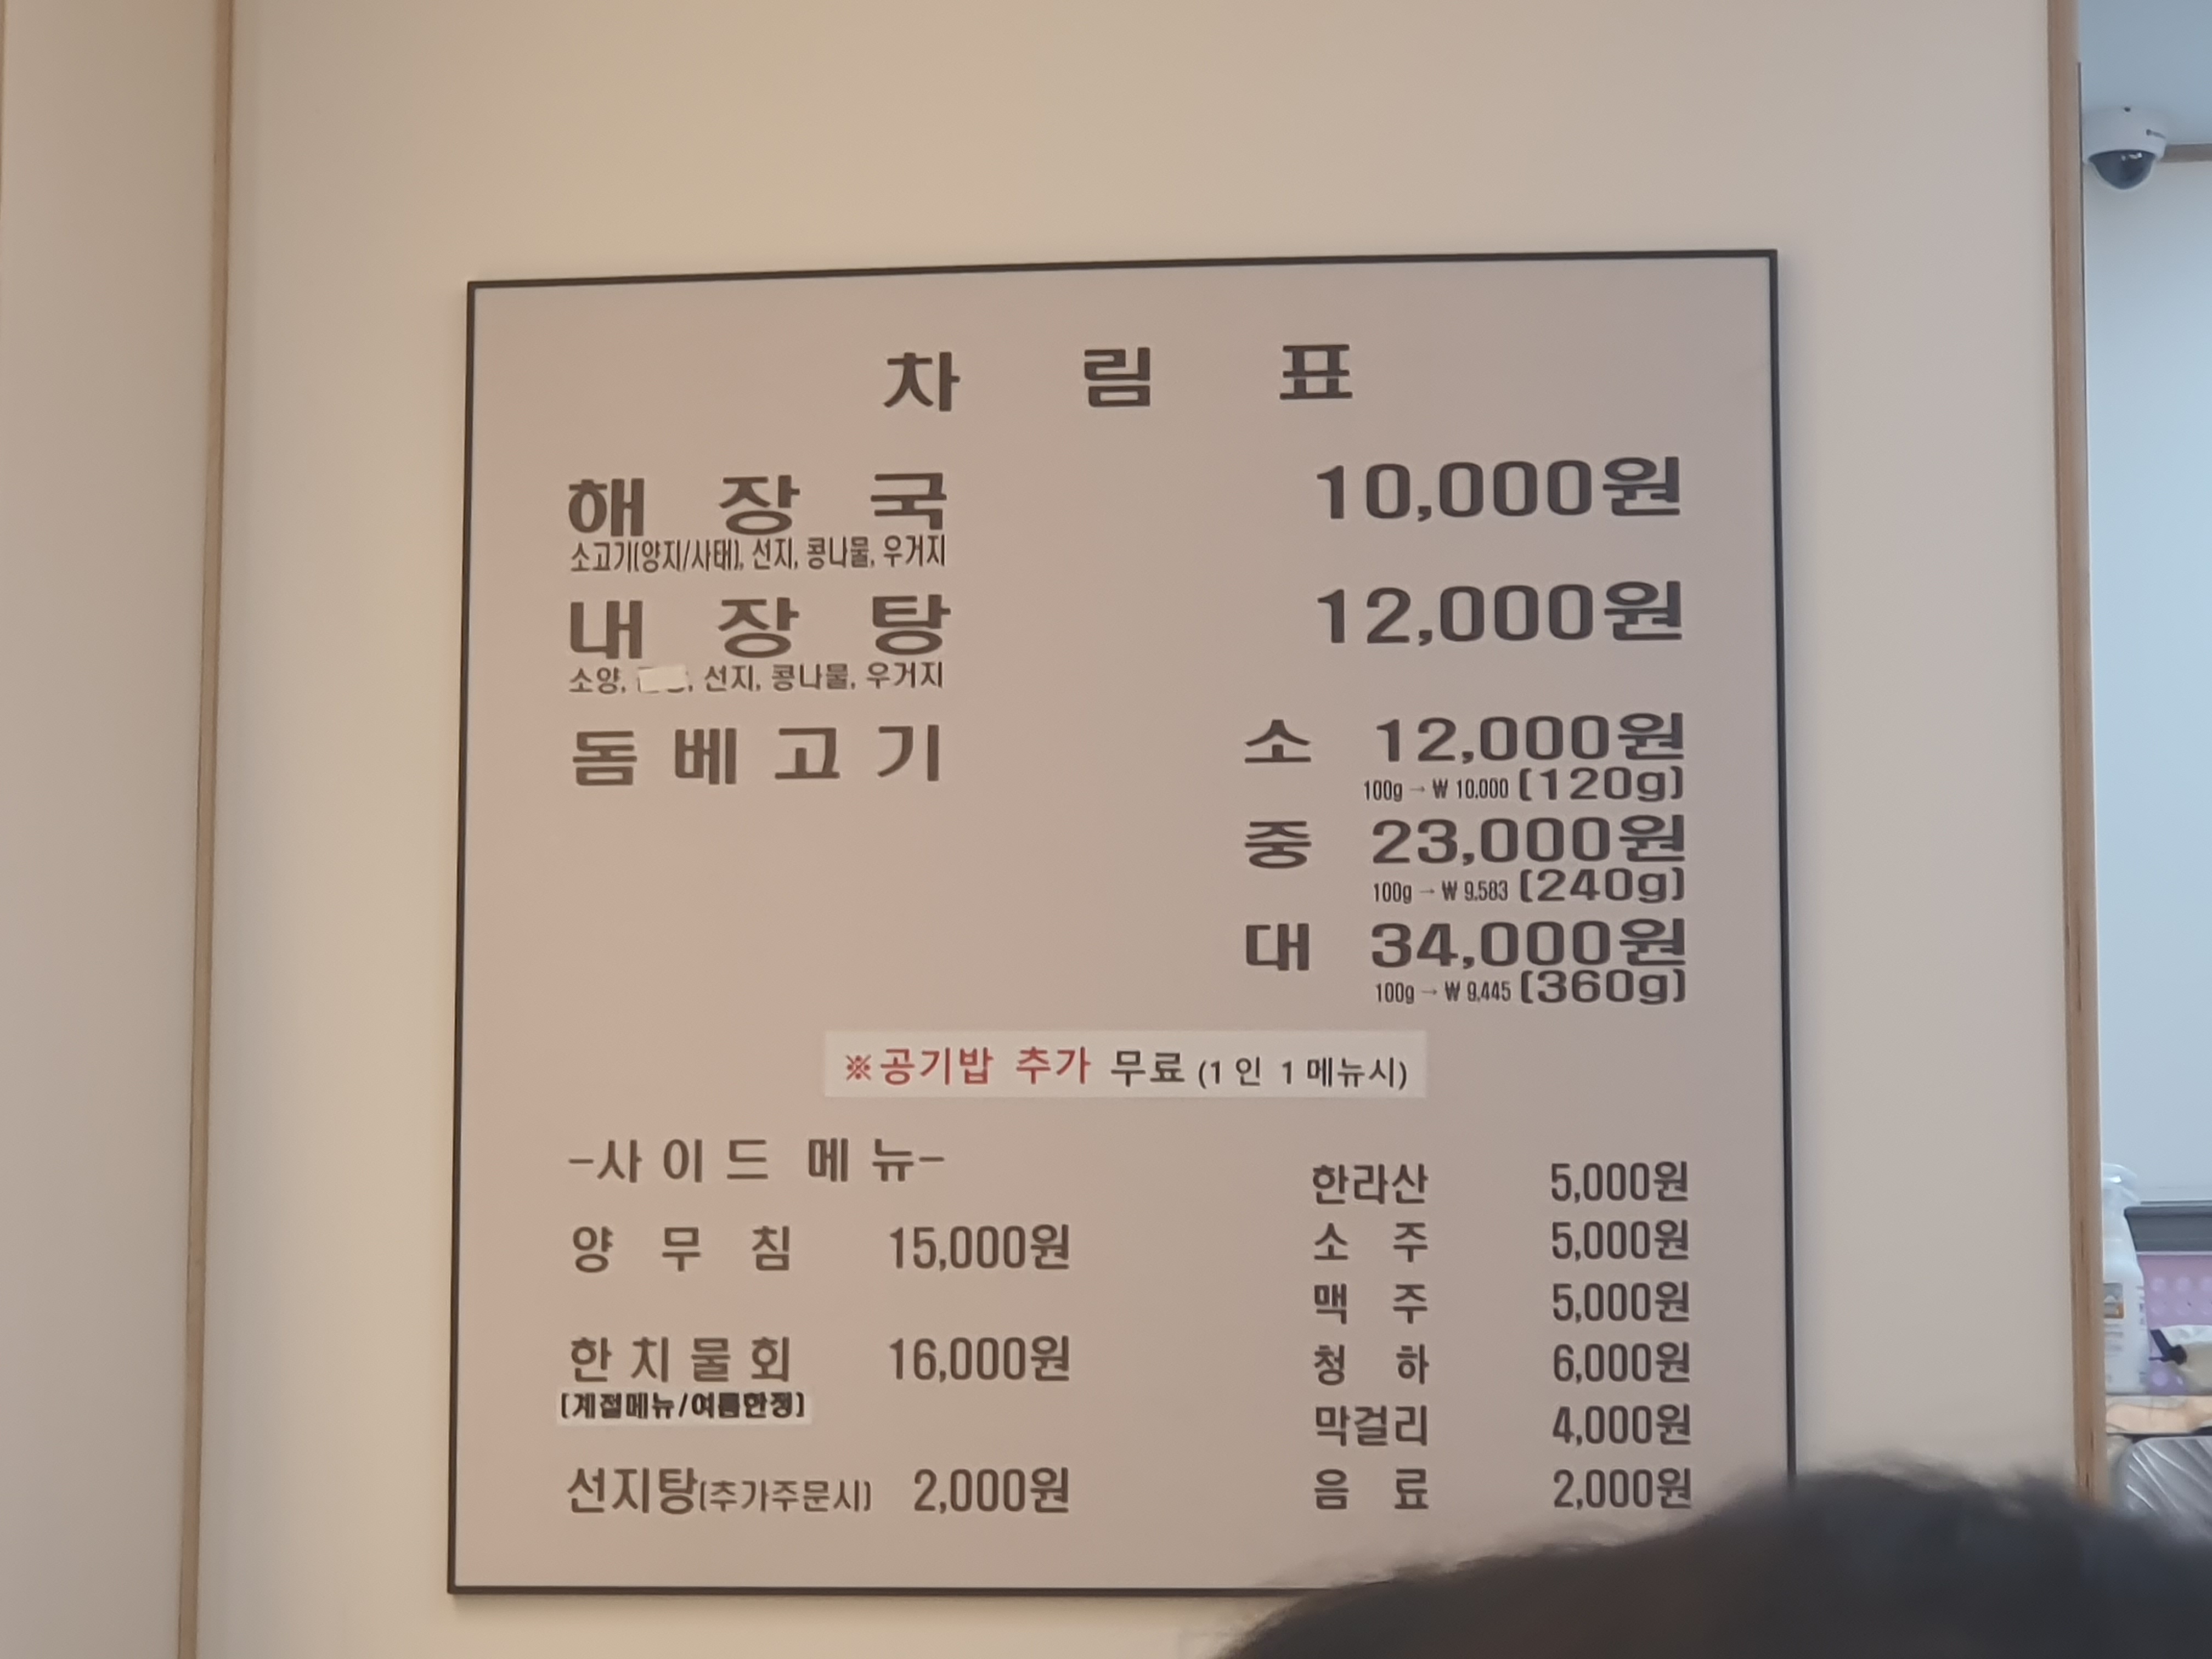 차 림 표
해 장 국 10,000원
소고기(양지/사태), 선지, 콩나물, 우거지
내 장 탕 12,000원
소양, , 선지, 콩나물, 우거지
돔 베 고 기 소 12,000원
100g → ₩ 10.000 (120g)
중 23,000원
100g → ₩ 9.583 (240g)
대 34,000원
100g → ₩ 9.445 (360g)
※공기밥 추가 무료 (1 인 1 메뉴시)
-사 이 드 메 뉴-
양 무 침 15,000원
한 치 물 회 16,000원
(계절메뉴/여름한정)
선지탕(추가주문시) 2,000원
한라산 5,000원
소 주 5,000원
맥 주 5,000원
청 하 6,000원
막걸리 4,000원
음 료 2,000원